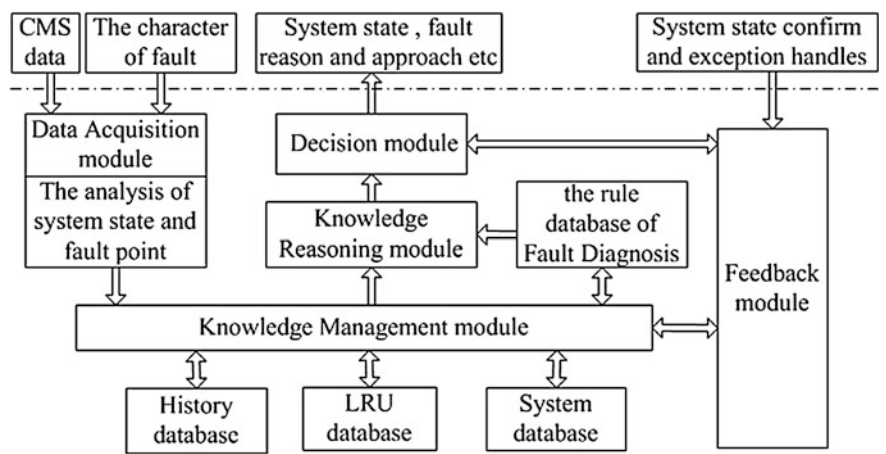 CMS
data
The character
of fault
System state , fault
reason and approach etc
System state confirm
and exception handles
Data Acquisition
module
The analysis of
system state and
fault point
Decision module
Knowledge
Reasoning module
the rule
database of
Fault Diagnosis
Feedback
module
Knowledge Management module
History
database
LRU
database
System
database